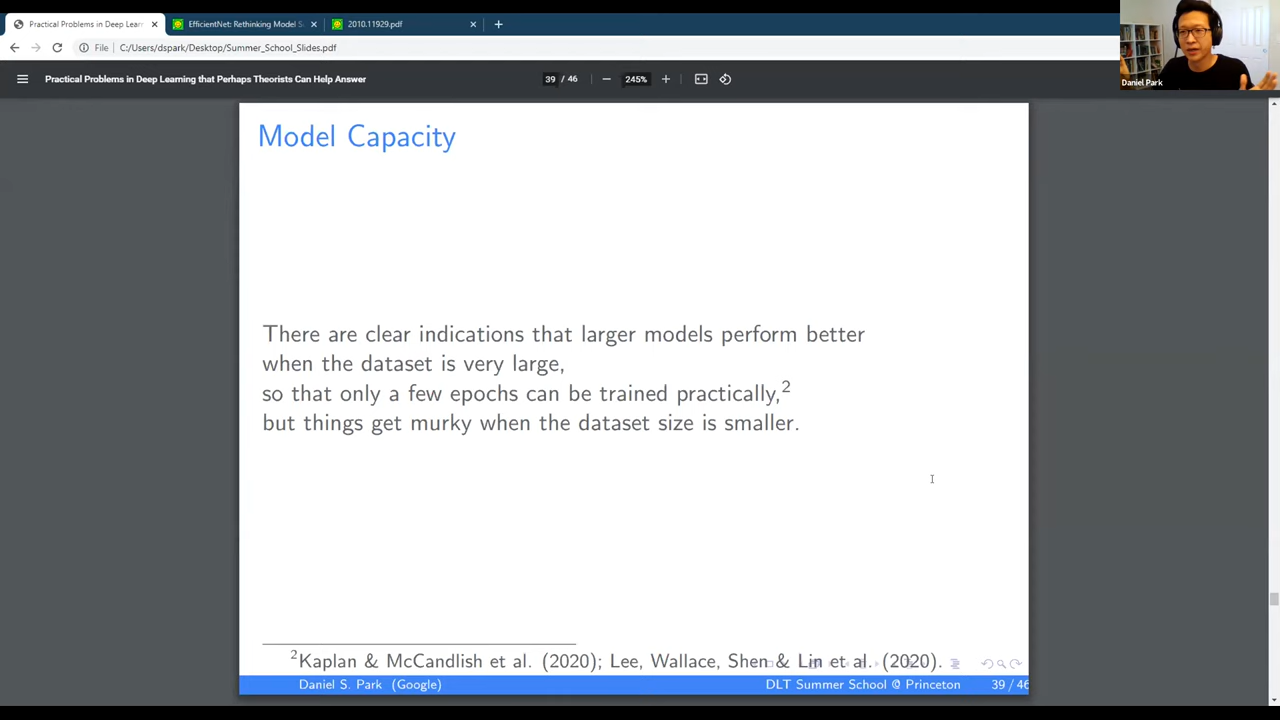 Practical Problems in Deep Lear
EfficientNet: Rethinking Model S
2010.11929.pdf
File
C:/Users/dspark/Desktop/Summer_School_Slides.pdf
Daniel Park
Practical Problems in Deep Learning that Perhaps Theorists Can Help Answer
39 / 46
245%
Model Capacity
There are clear indications that larger models perform better
when the dataset is very large,
so that only a few epochs can be trained practically,2
but things get murky when the dataset size is smaller.
2Kaplan & McCandlish et al. (2020); Lee, Wallace, Shen & Lin et al. (2020).
Daniel S. Park (Google)
DLT Summer School @ Princeton
39 / 46